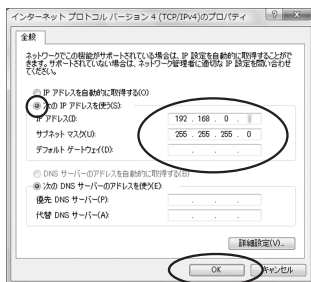 インターネット プロトコル バージョン 4 (TCP/IPv4)のプロパティ
全般
ネットワークでこの機能がサポートされている場合は、IP 設定を自動的に取得することがで
きます。サポートされていない場合は、ネットワーク管理者に適切な IP 設定を問い合わせ
てください。
IP アドレスを自動的に取得する(O)
次の IP アドレスを使う(S):
IP アドレス(I): 192 . 168 . 0 .
サブネット マスク(U): 255 . 255 . 255 . 0
デフォルト ゲートウェイ(D):
DNS サーバーのアドレスを自動的に取得する(B)
次の DNS サーバーのアドレスを使う(E):
優先 DNS サーバー(P):
代替 DNS サーバー(A):
詳細設定(V)...
OK
キャンセル